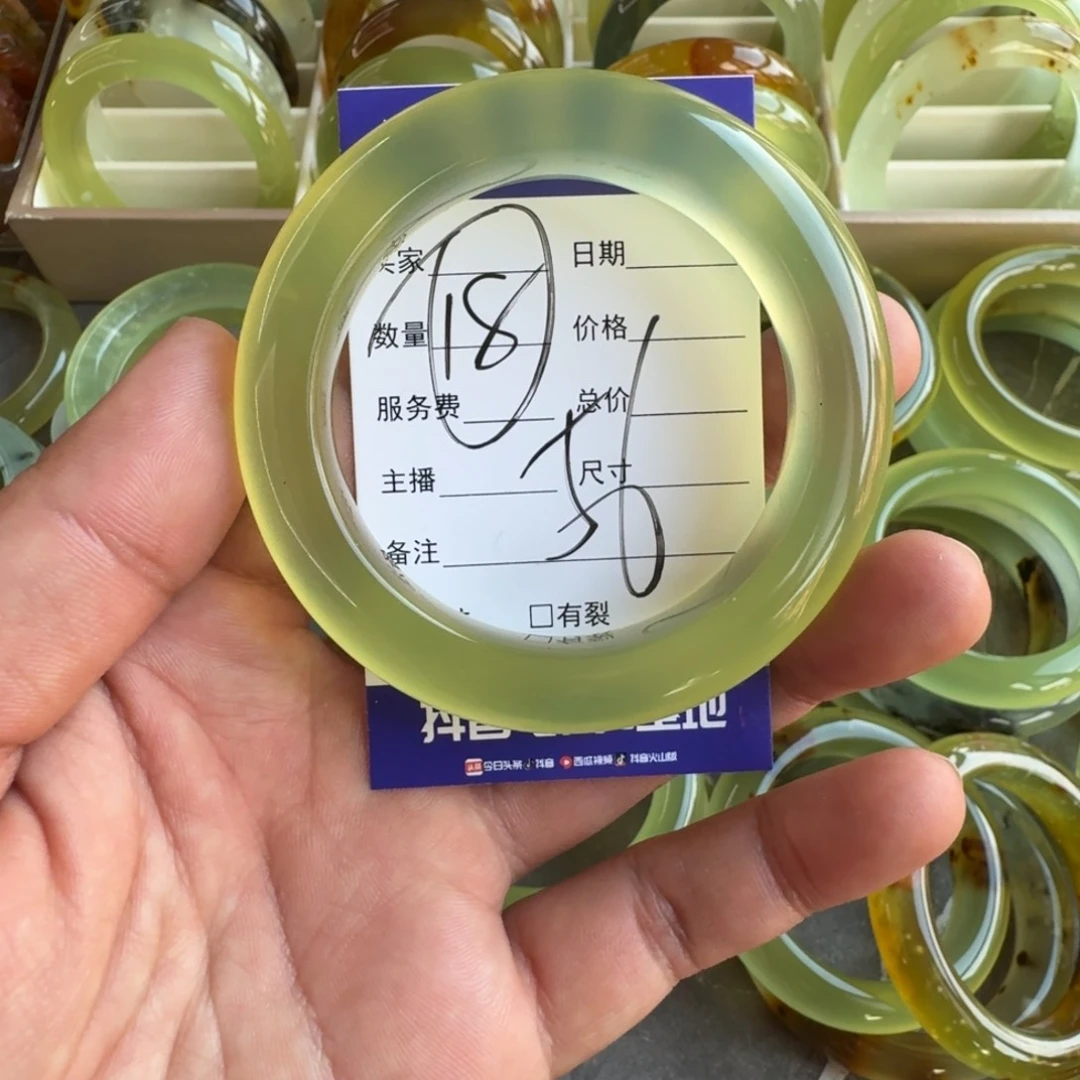 家 日期
18
数量 价格
服务费 总价
主播 尺寸
56
备注
□有裂
今日头条 抖音 西瓜视频 抖音火山版